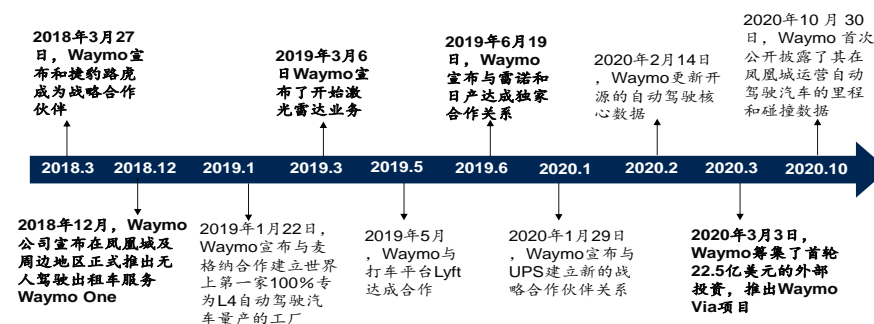 2018年3月27
日，Waymo宣
布和捷豹路虎
成为战略合作
伙伴
2019年3月6
日Waymo宣
布了开始激
光雷达业务
2019年6月19
日，Waymo
宣布与雷诺和
日产达成独家
合作关系
2020年2月14日
，Waymo更新开
源的自动驾驶核
心数据
2020年10 月 30
日，Waymo 首次
公开披露了其在
凤凰城运营自动
驾驶汽车的里程
和碰撞数据
2018.3 2018.12 2019.1 2019.3 2019.5 2019.6 2020.1 2020.2 2020.3 2020.10
2018年12月，Waymo
公司宣布在凤凰城及
周边地区正式推出无
人驾驶出租车服务
Waymo One
2019年1月22日，
Waymo宣布与麦
格纳合作建立世界
上第一家100%专
为L4自动驾驶汽
车量产的工厂
2019年5月
，Waymo与
打车平台Lyft
达成合作
2020年1月29日
，Waymo宣布与
UPS建立新的战
略合作伙伴关系
2020年3月3日，
Waymo筹集了首轮
22.5亿美元的外部
投资，推出Waymo
Via项目